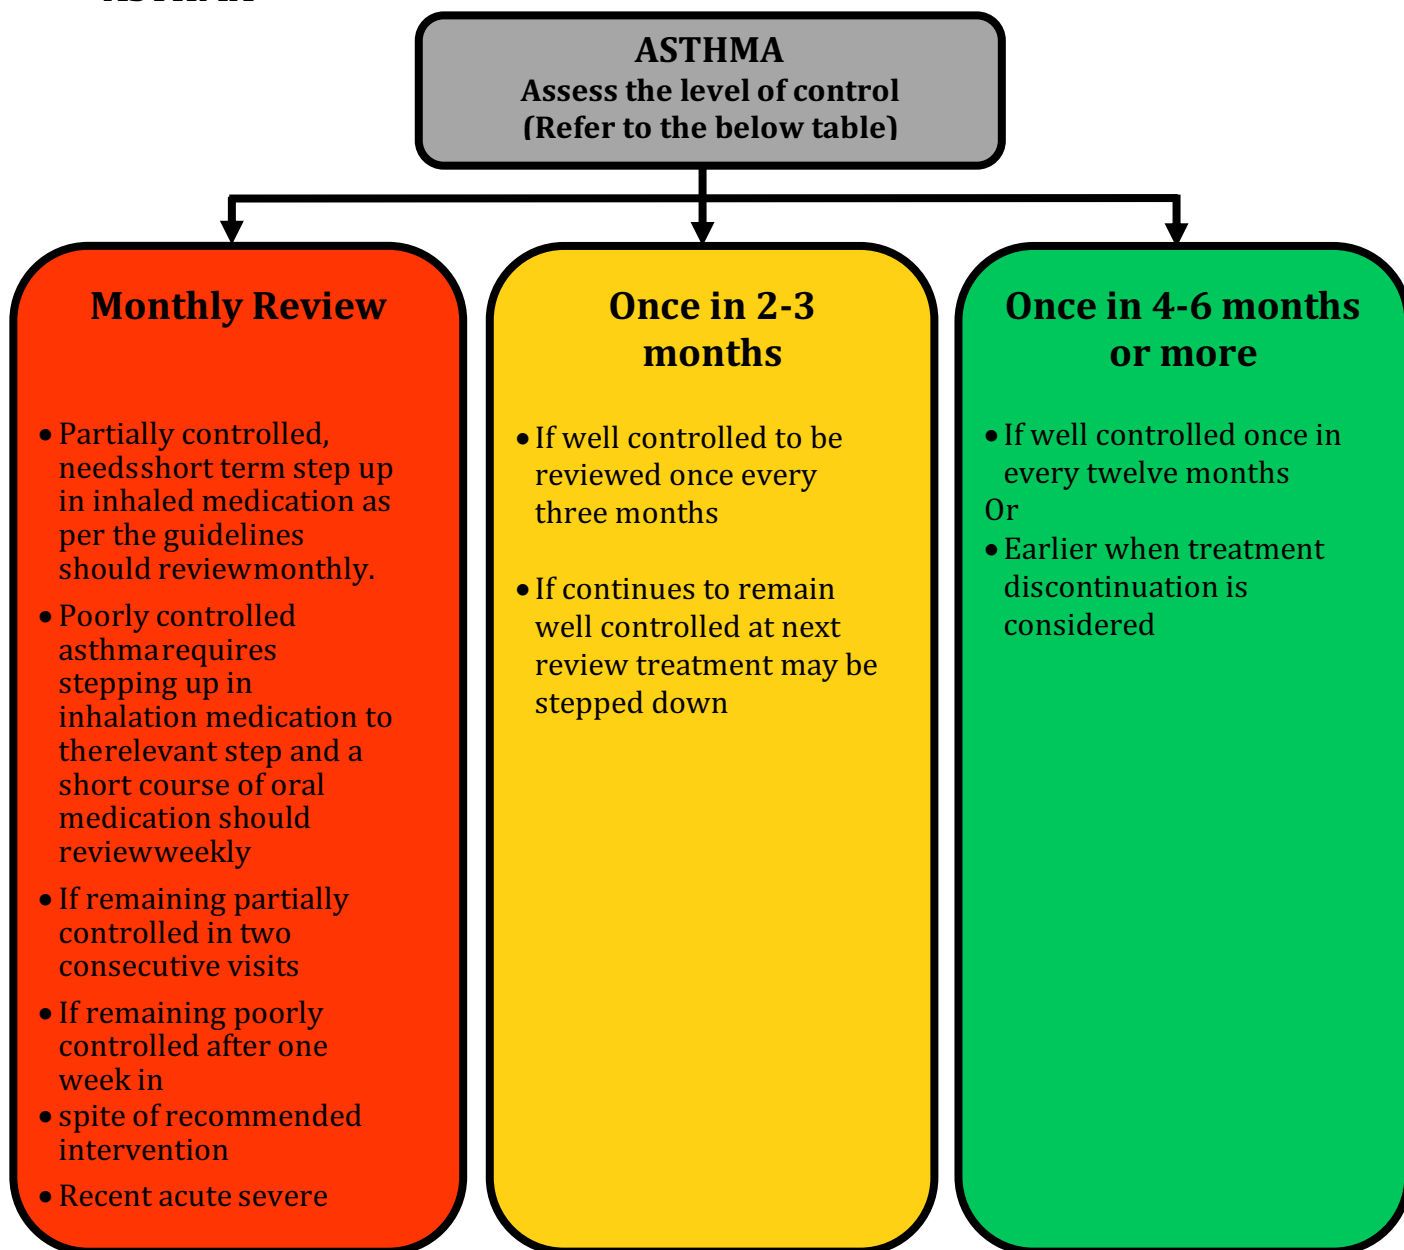 ASTHMA
Assess the level of control
(Refer to the below table)
Monthly Review
• Partially controlled,
needsshort term step up
in inhaled medication as
per the guidelines
should reviewmonthly.
• Poorly controlled
asthmarequires
stepping up in
inhalation medication to
therelevant step and a
short course of oral
medication should
reviewweekly
• If remaining partially
controlled in two
consecutive visits
• If remaining poorly
controlled after one
week in
• spite of recommended
intervention
• Recent acute severe
Once in 2-3
months
• If well controlled to be
reviewed once every
three months
• If continues to remain
well controlled at next
review treatment may be
stepped down
Once in 4-6 months
or more
• If well controlled once in
every twelve months
Or
• Earlier when treatment
discontinuation is
considered